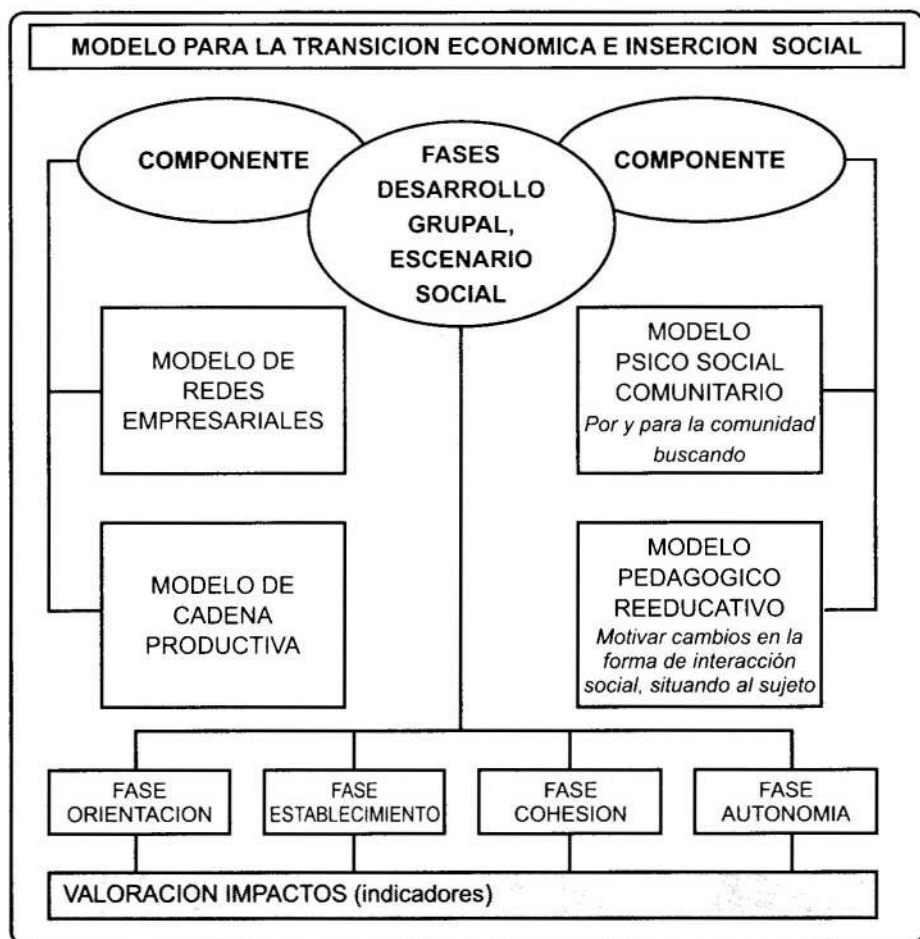 MODELO PARA LA TRANSICION ECONOMICA E INSERCION SOCIAL
COMPONENTE
FASES
DESARROLLO
GRUPAL,
ESCENARIO
SOCIAL
COMPONENTE
MODELO DE
REDES
EMPRESARIALES
MODELO
PSICO SOCIAL
COMUNITARIO
Por y para la comunidad
buscando
MODELO DE
CADENA
PRODUCTIVA
MODELO
PEDAGOGICO
REEDUCATIVO
Motivar cambios en la
forma de interacción
social, situando al sujeto
FASE
ORIENTACION
FASE
ESTABLECIMIENTO
FASE
COHESION
FASE
AUTONOMIA
VALORACION IMPACTOS (indicadores)